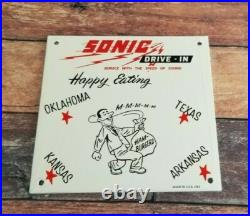 SONIC
DRIVE-IN
SERVICE WITH THE SPEED OF SOUND
Happy Eating
M-M-M-M-M
OKLAHOMA
TEXAS
HAM-
BURGERS
KANSAS
ARKANSAS